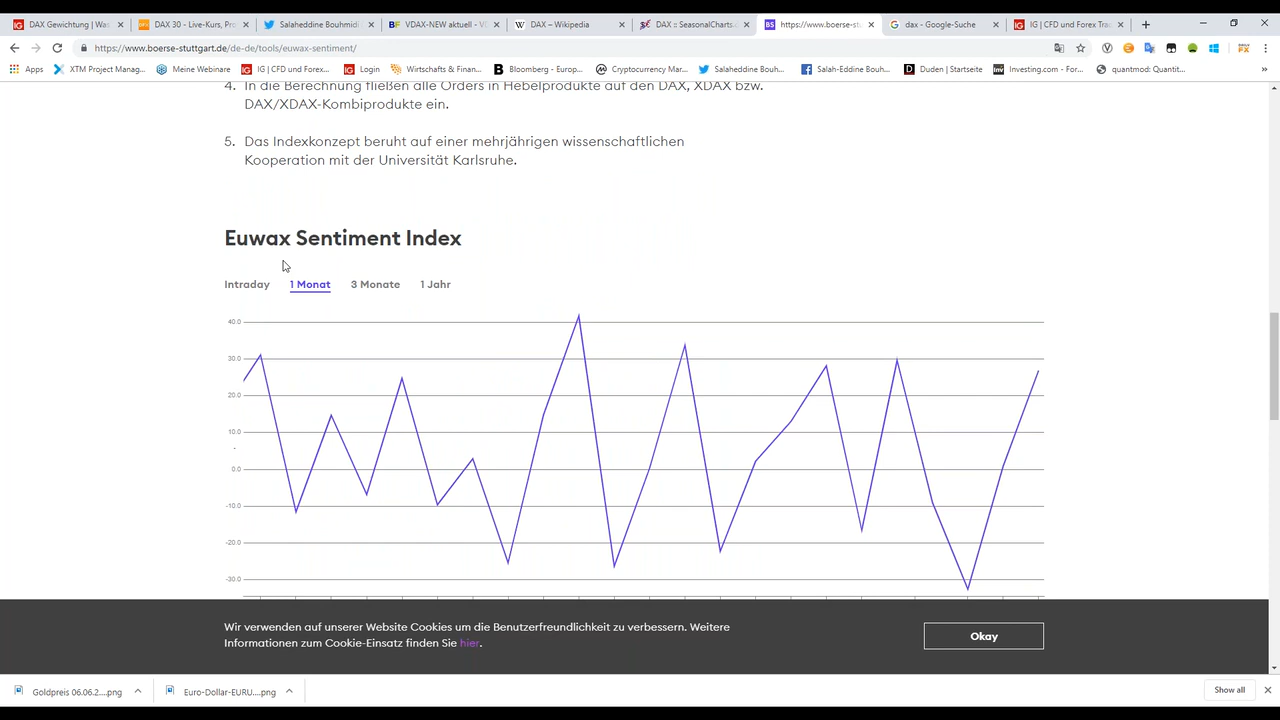 DAX Gewichtung | Was
DAX 30 - Live-Kurs, Pro
Salaheddine Bouhmidi
VDAX-NEW aktuell - VD
DAX – Wikipedia
DAX :: SeasonalCharts.d
https://www.boerse-stu
dax - Google-Suche
IG | CFD und Forex Tra
https://www.boerse-stuttgart.de/de-de/tools/euwax-sentiment/
Apps
XTM Project Manag...
Meine Webinare
IG | CFD und Forex...
Login
Wirtschafts & Finan...
Bloomberg - Europ...
Cryptocurrency Mar...
Salaheddine Bouh...
Salah-Eddine Bouh...
Duden | Startseite
Investing.com - For...
quantmod: Quantit...
»
4. In die Berechnung fließen alle Orders in Hebelprodukte auf den DAX, XDAX bzw.
DAX/XDAX-Kombiprodukte ein.
5. Das Indexkonzept beruht auf einer mehrjährigen wissenschaftlichen
Kooperation mit der Universität Karlsruhe.
Euwax Sentiment Index
Intraday 1 Monat 3 Monate 1 Jahr
40.0
30.0
20.0
10.0
0.0
-10.0
-20.0
-30.0
Wir verwenden auf unserer Website Cookies um die Benutzerfreundlichkeit zu verbessern. Weitere
Informationen zum Cookie-Einsatz finden Sie hier.
Okay
Goldpreis 06.06.2....png
Euro-Dollar-EURU....png
Show all